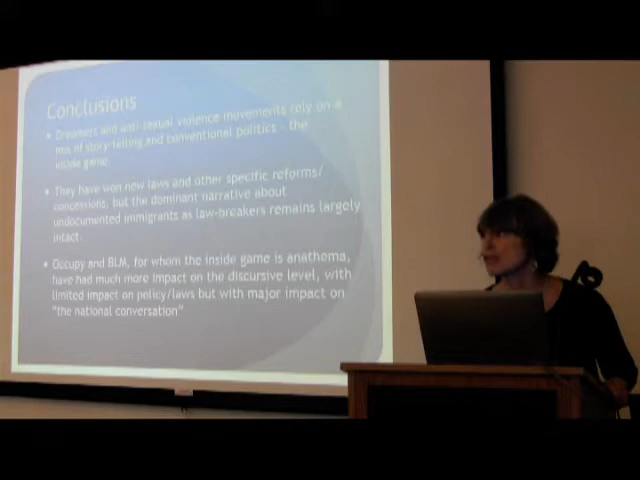 Conclusions
• Dreamers and anti-sexual violence movements rely on a
mix of story-telling and conventional politics – the
inside game.
• They have won new laws and other specific reforms/
concessions, but the dominant narrative about
undocumented immigrants as law-breakers remains largely
intact.
• Occupy and BLM, for whom the inside game is anathema,
have had much more impact on the discursive level, with
limited impact on policy/laws but with major impact on
"the national conversation"